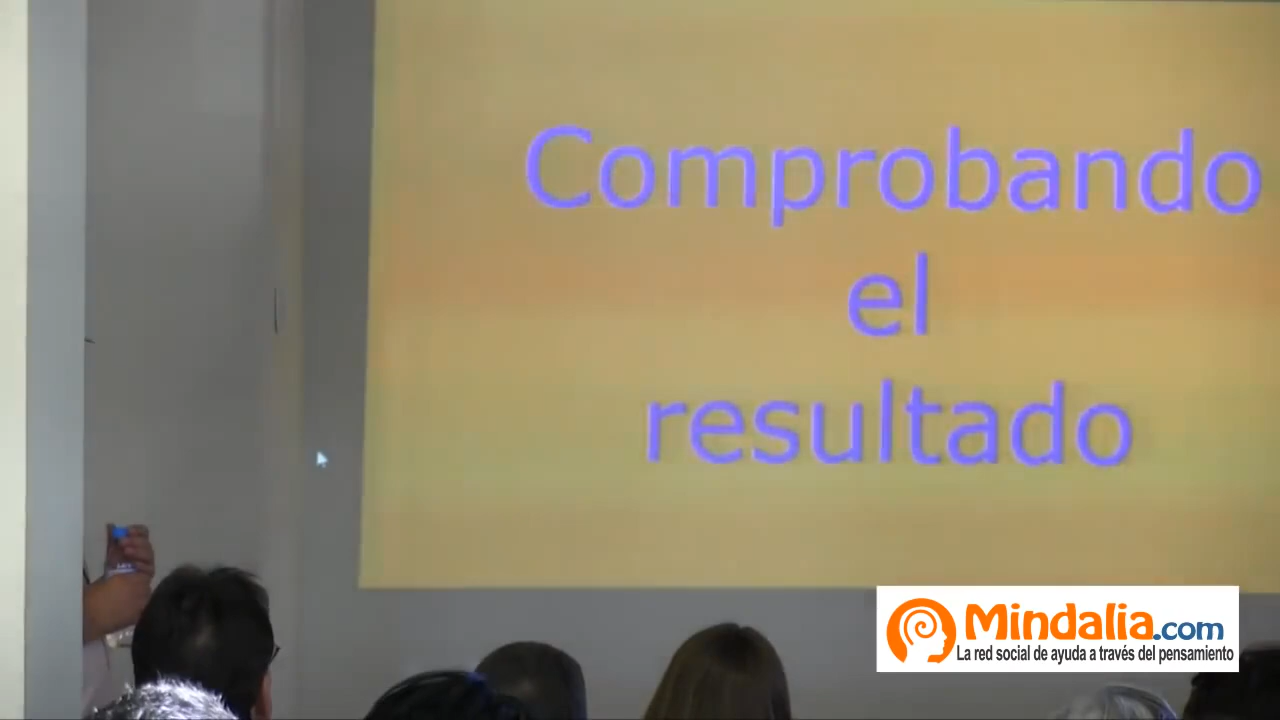 Comprobando
el
resultado
Mindalia.com
La red social de ayuda a través del pensamiento